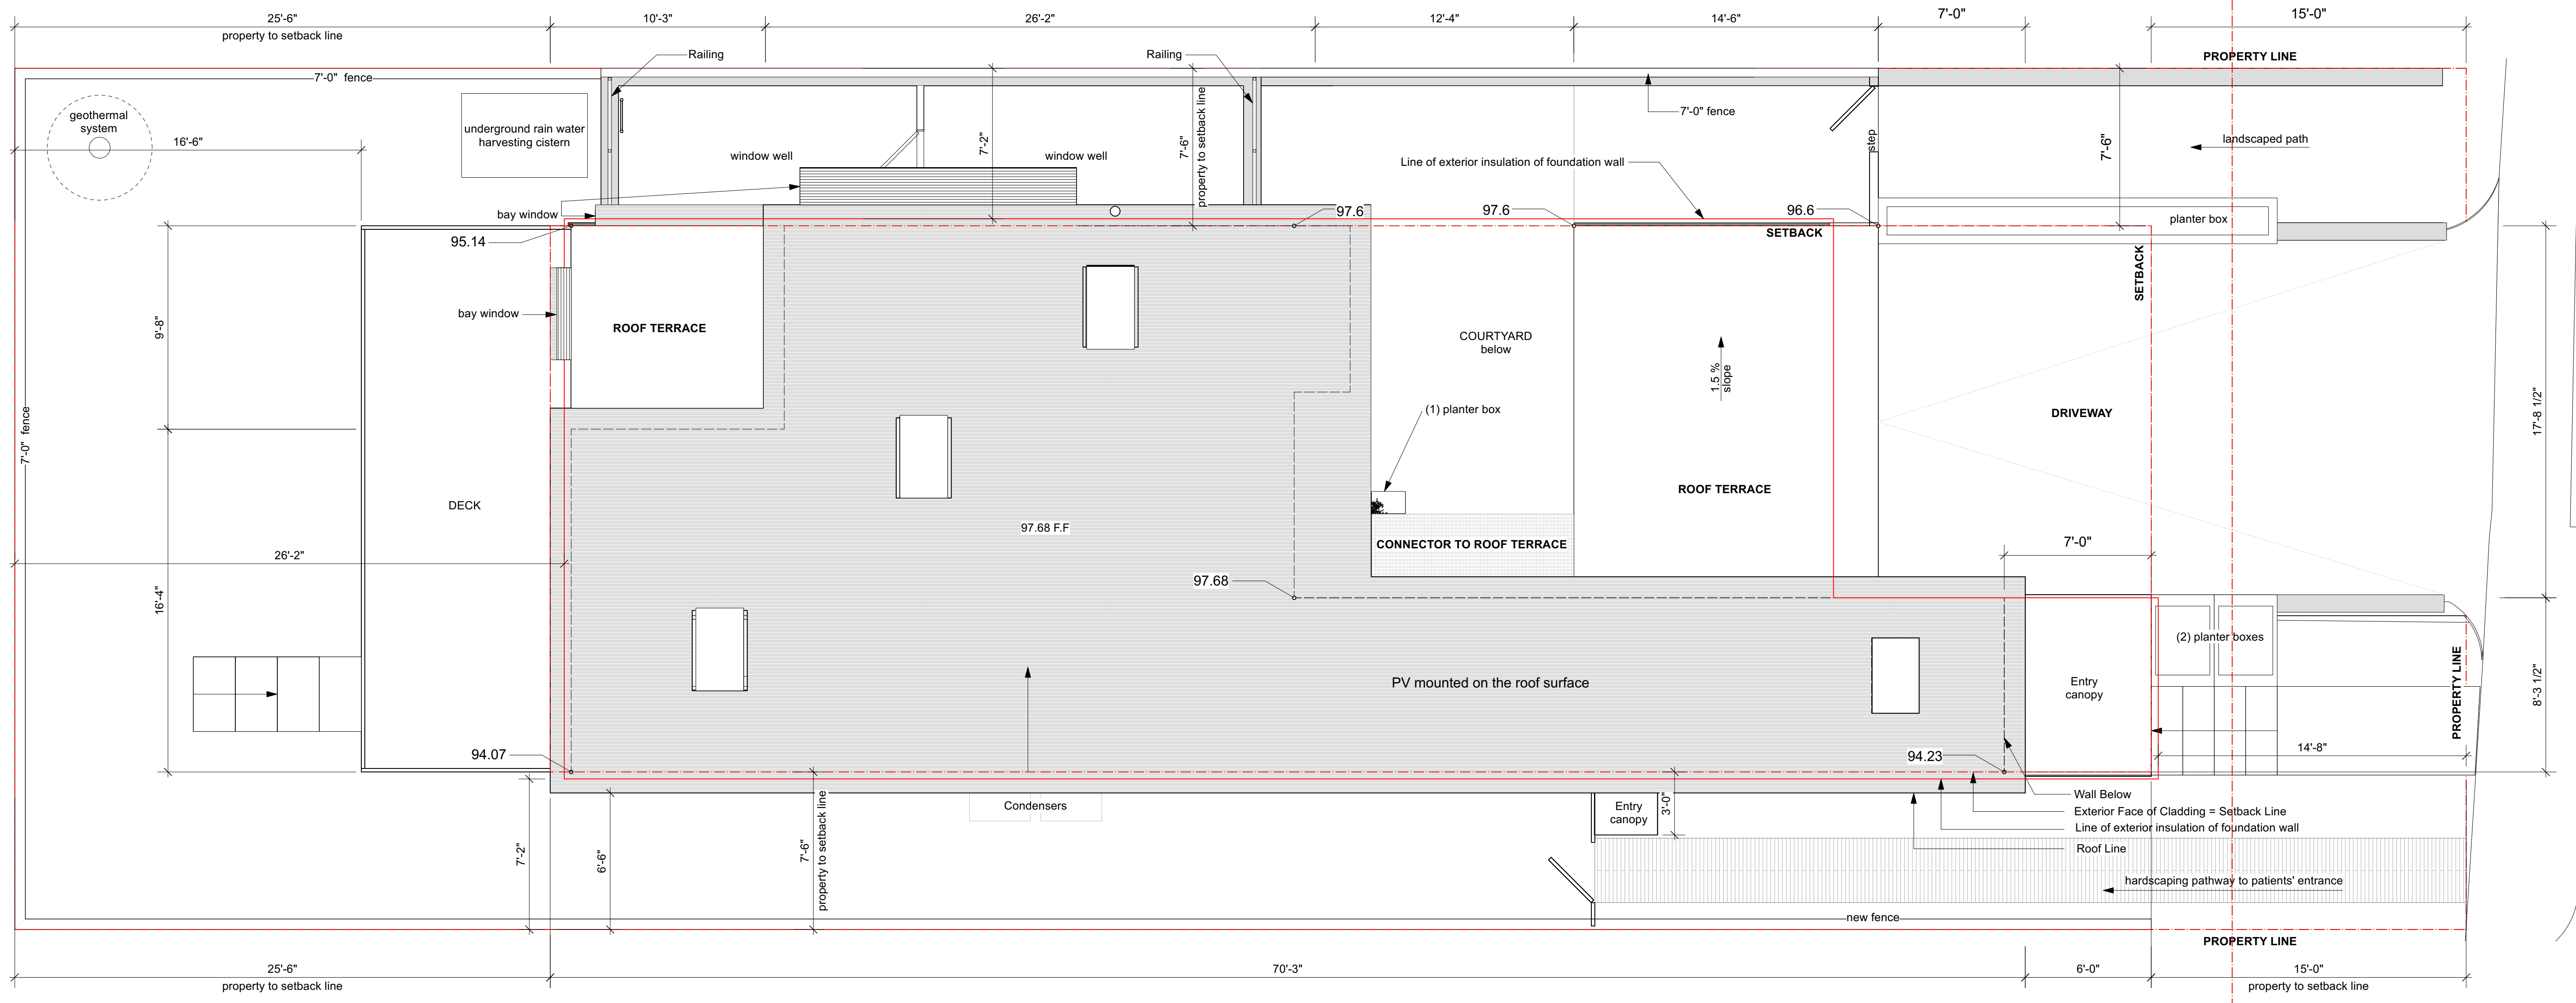 25'-6"
10'-3"
26'-2"
12'-4"
14'-6"
7'-0"
15'-0"
property to setback line
Railing
Railing
PROPERTY LINE
7'-0" fence
geothermal
system
16'-6"
underground rain water
harvesting cistern
window well
window well
7'-2"
7'-6"
property to setback line
7'-0" fence
Line of exterior insulation of foundation wall
step
7'-6"
landscaped path
bay window
95.14
97.6
97.6
96.6
SETBACK
planter box
SETBACK
9'-8"
bay window
ROOF TERRACE
COURTYARD
below
1.5 %
slope
(1) planter box
DRIVEWAY
17'-8 1/2"
7'-0" fence
DECK
ROOF TERRACE
97.68 F.F
CONNECTOR TO ROOF TERRACE
7'-0"
26'-2"
16'-4"
97.68
(2) planter boxes
PV mounted on the roof surface
Entry
canopy
PROPERTY LINE
8'-3 1/2"
94.07
94.23
14'-8"
Condensers
Entry
canopy
3'-0"
Wall Below
Exterior Face of Cladding = Setback Line
Line of exterior insulation of foundation wall
Roof Line
7'-2"
6'-6"
7'-6"
property to setback line
hardscaping pathway to patients' entrance
new fence
PROPERTY LINE
25'-6"
70'-3"
6'-0"
15'-0"
property to setback line
property to setback line